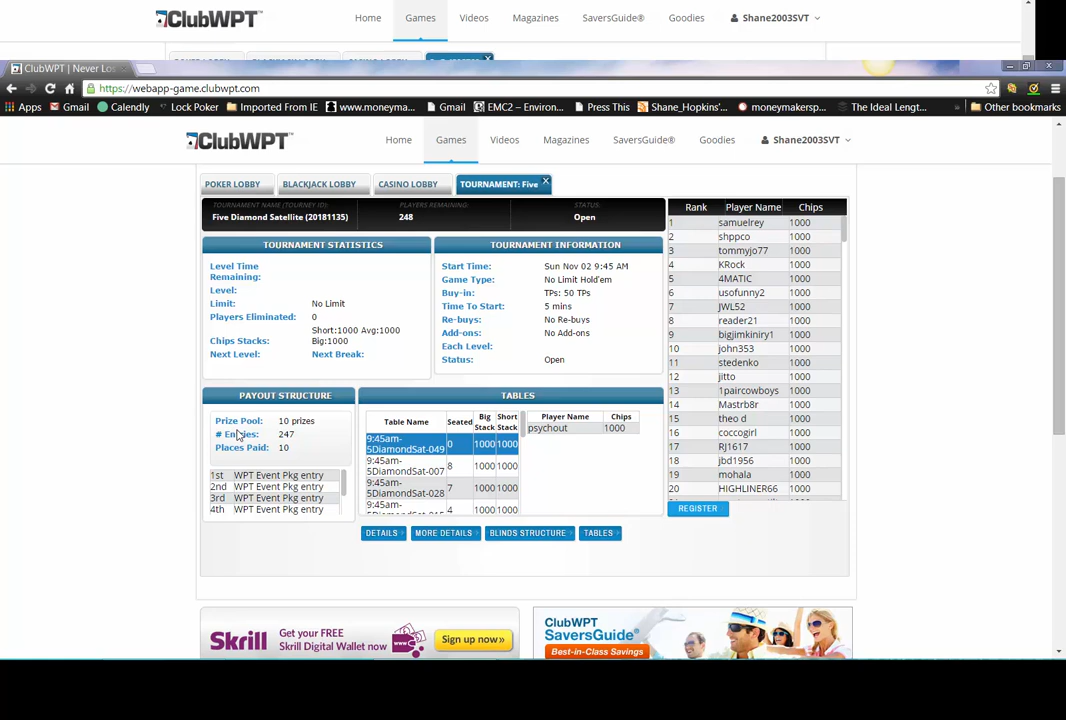 ClubWPT™ Home Games Videos Magazines SaversGuide® Goodies Shane2003SVT
ClubWPT | Never Los
https://webapp-game.clubwpt.com
Apps Gmail Calendly Lock Poker Imported From IE www.moneyma... Gmail EMC2 – Environ... Press This Shane_Hopkins'... moneymakersp... The Ideal Lengt... » Other bookmarks
ClubWPT™ Home Games Videos Magazines SaversGuide® Goodies Shane2003SVT
POKER LOBBY BLACKJACK LOBBY CASINO LOBBY TOURNAMENT: Five
TOURNAMENT NAME (TOURNEY ID): PLAYERS REMAINING: STATUS:
Five Diamond Satellite (20181135) 248 Open
TOURNAMENT STATISTICS
Level Time
Remaining:
Level:
Limit: No Limit
Players Eliminated: 0
Short:1000 Avg:1000
Chips Stacks: Big:1000
Next Level: Next Break:
TOURNAMENT INFORMATION
Start Time: Sun Nov 02 9:45 AM
Game Type: No Limit Hold'em
Buy-in: TPs: 50 TPs
Time To Start: 5 mins
Re-buys: No Re-buys
Add-ons: No Add-ons
Each Level:
Status: Open
Rank Player Name Chips
1 samuelrey 1000
2 shppco 1000
3 tommyjo77 1000
4 KRock 1000
5 4MATIC 1000
6 usofunny2 1000
7 JWL52 1000
8 reader21 1000
9 bigjimkiniry1 1000
10 john353 1000
11 stedenko 1000
12 jitto 1000
13 1paircowboys 1000
14 Mastrb8r 1000
15 theo d 1000
16 coccogirl 1000
17 RJ1617 1000
18 jbd1956 1000
19 mohala 1000
20 HIGHLINER66 1000
REGISTER
PAYOUT STRUCTURE
Prize Pool: 10 prizes
# Entries: 247
Places Paid: 10
1st WPT Event Pkg entry
2nd WPT Event Pkg entry
3rd WPT Event Pkg entry
4th WPT Event Pkg entry
TABLES
Table Name Seated Big Stack Short Stack
9:45am-
5DiamondSat-049 0 1000 1000
9:45am-
5DiamondSat-007 8 1000 1000
9:45am-
5DiamondSat-028 7 1000 1000
9:45am- 4 1000 1000
Player Name Chips
psychout 1000
DETAILS MORE DETAILS BLINDS STRUCTURE TABLES
Skrill Get your FREE
Skrill Digital Wallet now Sign up now »
ClubWPT
SaversGuide®
Best-in-Class Savings